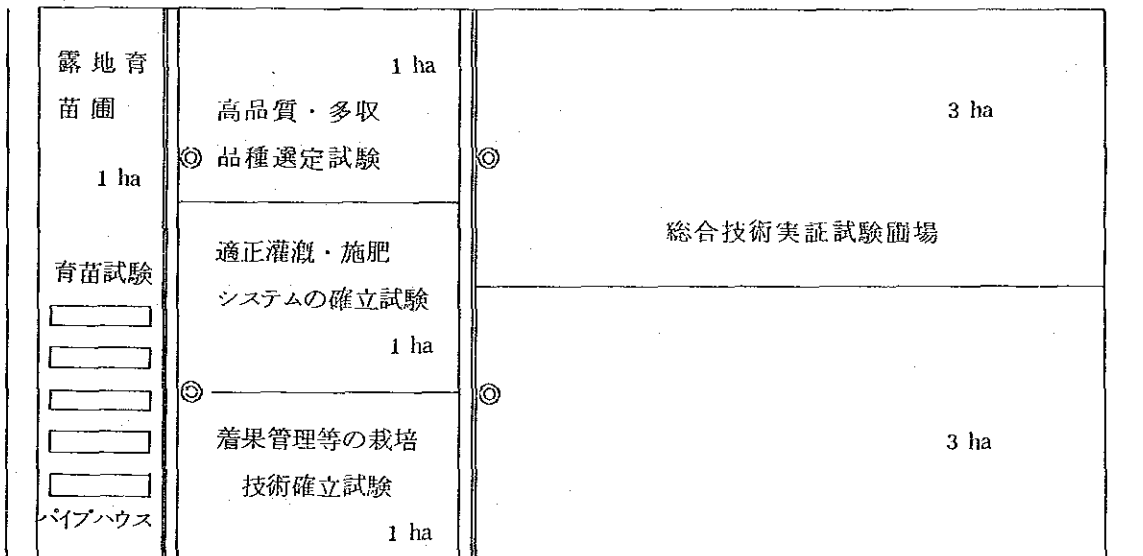 露地育
苗圃
1 ha
育苗試験
パイプハウス
1 ha
高品質・多収
品種選定試験
適正灌漑・施肥
システムの確立試験
1 ha
着果管理等の栽培
技術確立試験
1 ha
3 ha
総合技術実証試験圃場
3 ha